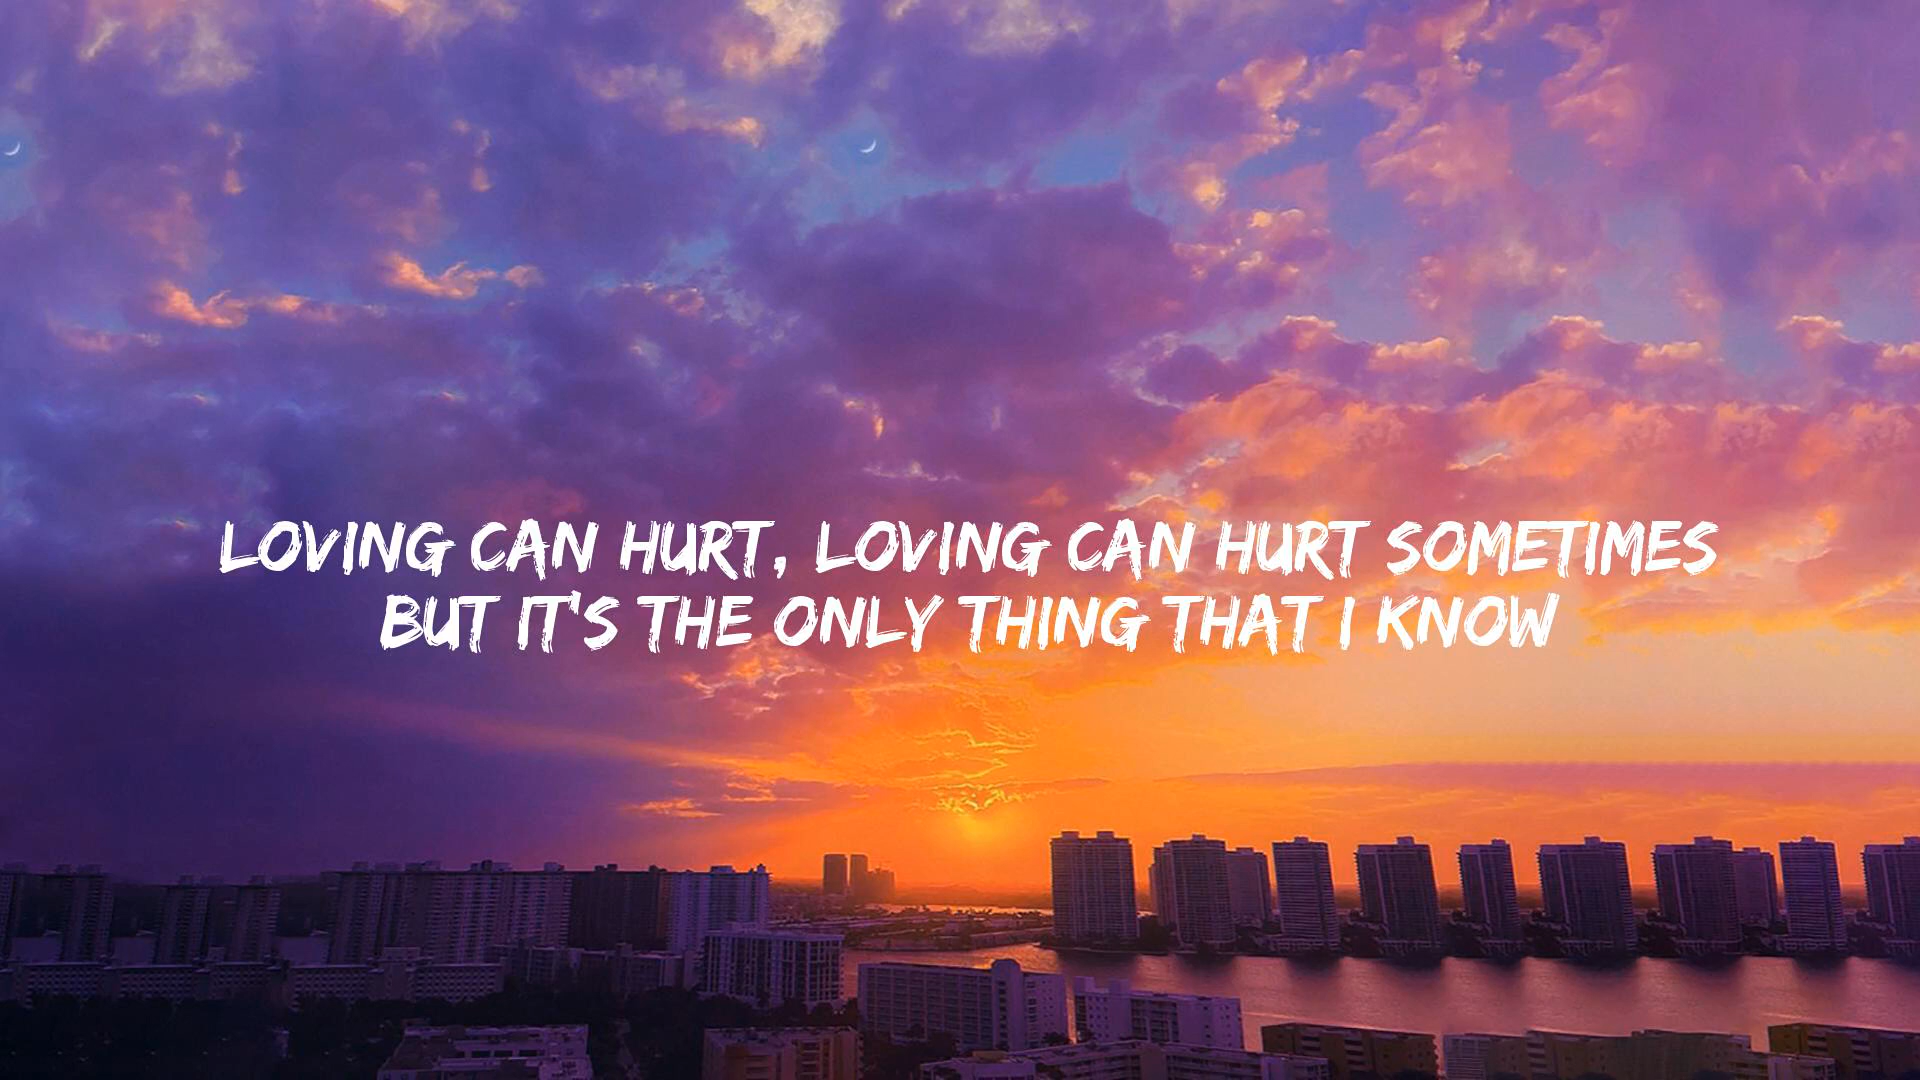 LOVING CAN HURT, LOVING CAN HURT SOMETIMES
BUT IT'S THE ONLY THING THAT I KNOW